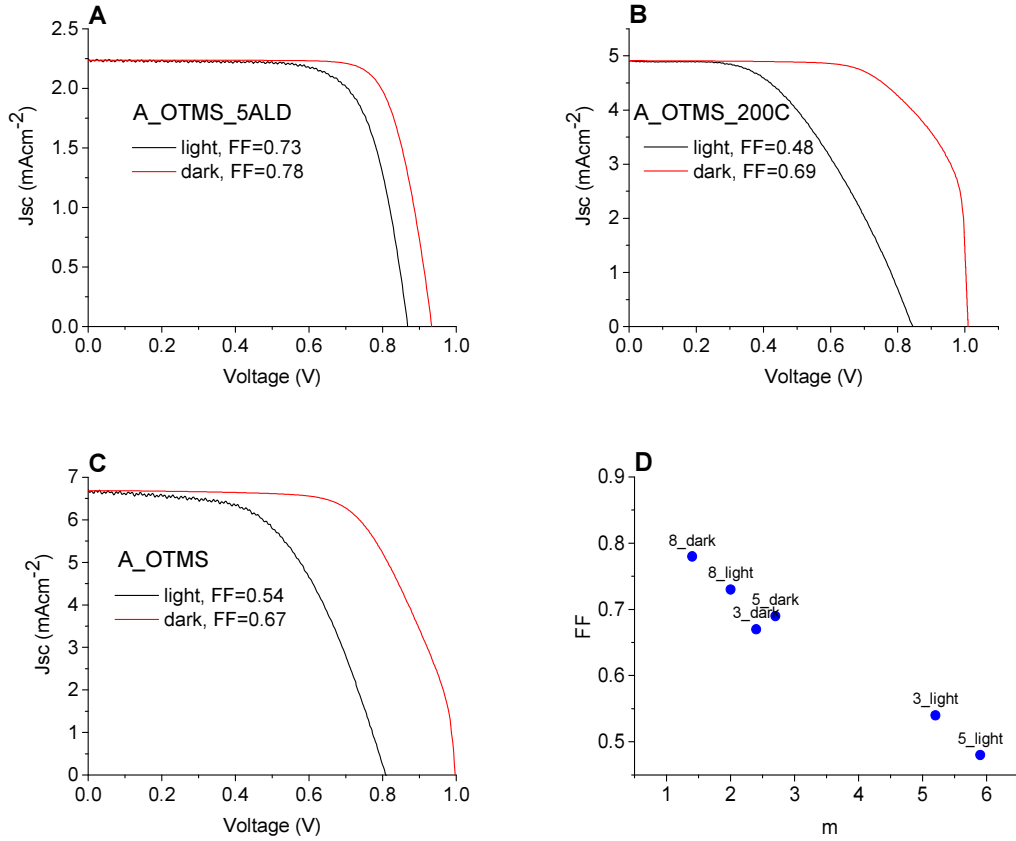 A
2.5
2.0
1.5
1.0
0.5
0.0
0.0 0.2 0.4 0.6 0.8 1.0
Jsc (mAcm-2)
Voltage (V)
A_OTMS_5ALD
light, FF=0.73
dark, FF=0.78
B
5
4
3
2
1
0
0.0 0.2 0.4 0.6 0.8 1.0
Jsc (mAcm-2)
Voltage (V)
A_OTMS_200C
light, FF=0.48
dark, FF=0.69
C
7
6
5
4
3
2
1
0
0.0 0.2 0.4 0.6 0.8 1.0
Jsc (mAcm-2)
Voltage (V)
A_OTMS
light, FF=0.54
dark, FF=0.67
D
0.9
0.8
0.7
0.6
0.5
1 2 3 4 5 6
FF
m
8_dark
8_light
5_dark
3_dark
3_light
5_light